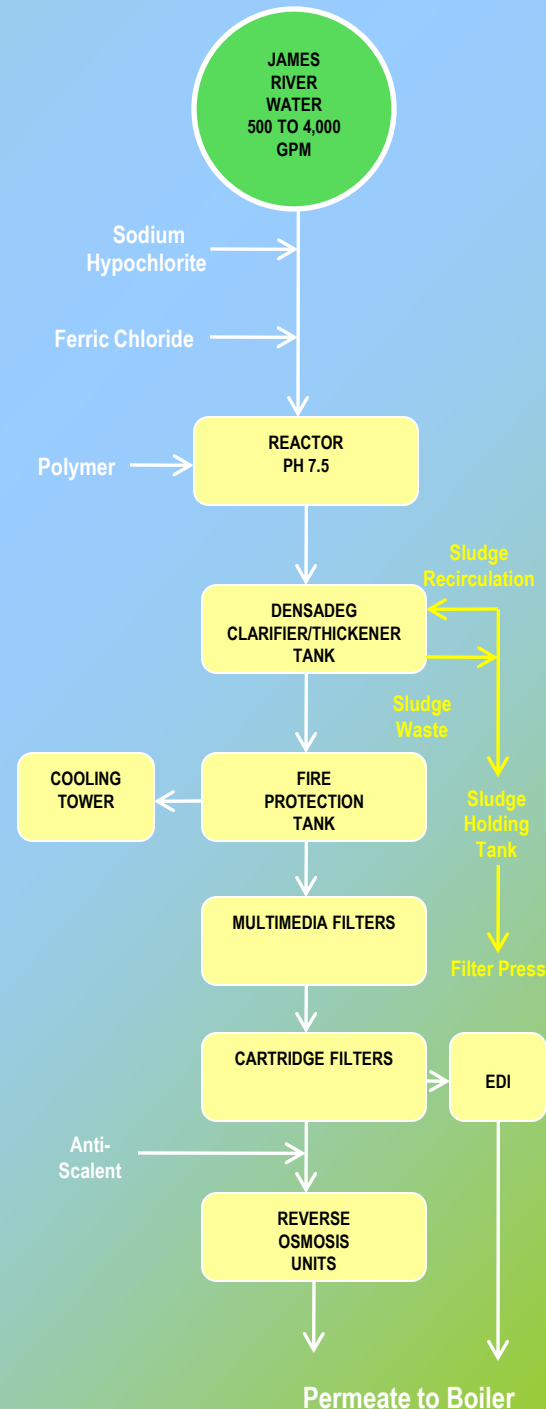 JAMES
RIVER
WATER
500 TO 4,000
GPM
Sodium
Hypochlorite
Ferric Chloride
REACTOR
PH 7.5
Polymer
Sludge
Recirculation
DENSADEG
CLARIFIER/THICKENER
TANK
Sludge
Waste
COOLING
TOWER
FIRE
PROTECTION
TANK
Sludge
Holding
Tank
MULTIMEDIA FILTERS
Filter Press
CARTRIDGE FILTERS
EDI
Anti-
Scalent
REVERSE
OSMOSIS
UNITS
Permeate to Boiler